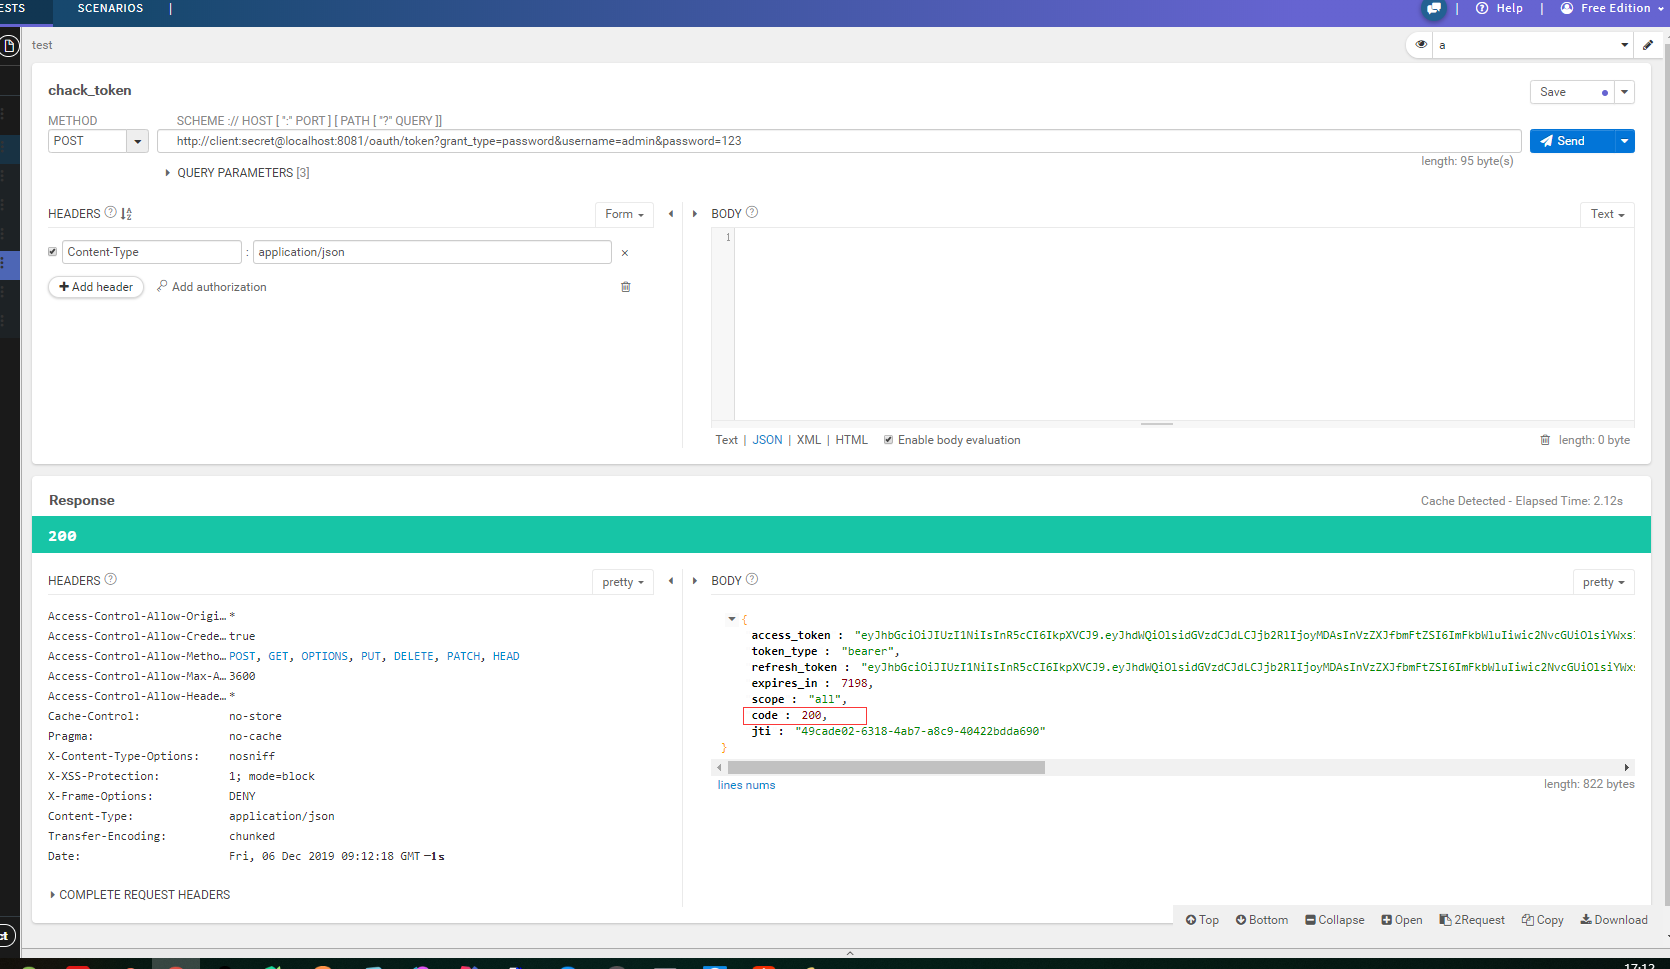 ESTS
SCENARIOS
|
| Help | Free Edition
test
a
chack_token
Save
METHOD
SCHEME :// HOST [ ":" PORT ] [ PATH [ "?" QUERY ]]
POST
http://client:secret@localhost:8081/oauth/token?grant_type=password&username=admin&password=123
Send
length: 95 byte(s)
QUERY PARAMETERS [3]
HEADERS
Form
BODY
Text
Content-Type : application/json ×
1
+ Add header
Add authorization
Text | JSON | XML | HTML
Enable body evaluation
length: 0 byte
Response
Cache Detected - Elapsed Time: 2.12s
200
HEADERS
pretty
BODY
pretty
Access-Control-Allow-Origi… *
Access-Control-Allow-Crede… true
Access-Control-Allow-Metho… POST, GET, OPTIONS, PUT, DELETE, PATCH, HEAD
Access-Control-Allow-Max-A… 3600
Access-Control-Allow-Heade… *
Cache-Control: no-store
Pragma: no-cache
X-Content-Type-Options: nosniff
X-XSS-Protection: 1; mode=block
X-Frame-Options: DENY
Content-Type: application/json
Transfer-Encoding: chunked
Date: Fri, 06 Dec 2019 09:12:18 GMT −1s
COMPLETE REQUEST HEADERS
{
access_token : "eyJhbGciOiJIUzI1NiIsInR5cCI6IkpXVCJ9.eyJhdWQiOlsidGVzdCJdLCJjb2RlIjoyMDAsInVzZXJfbmFtZSI6ImFkbWluIiwic2NvcGUiOlsiYWxs
token_type : "bearer",
refresh_token : "eyJhbGciOiJIUzI1NiIsInR5cCI6IkpXVCJ9.eyJhdWQiOlsidGVzdCJdLCJjb2RlIjoyMDAsInVzZXJfbmFtZSI6ImFkbWluIiwic2NvcGUiOlsiYWxs
expires_in : 7198,
scope : "all",
code : 200,
jti : "49cade02-6318-4ab7-a8c9-40422bdda690"
}
lines nums
length: 822 bytes
Top Bottom Collapse Open 2Request Copy Download
ct
17:12